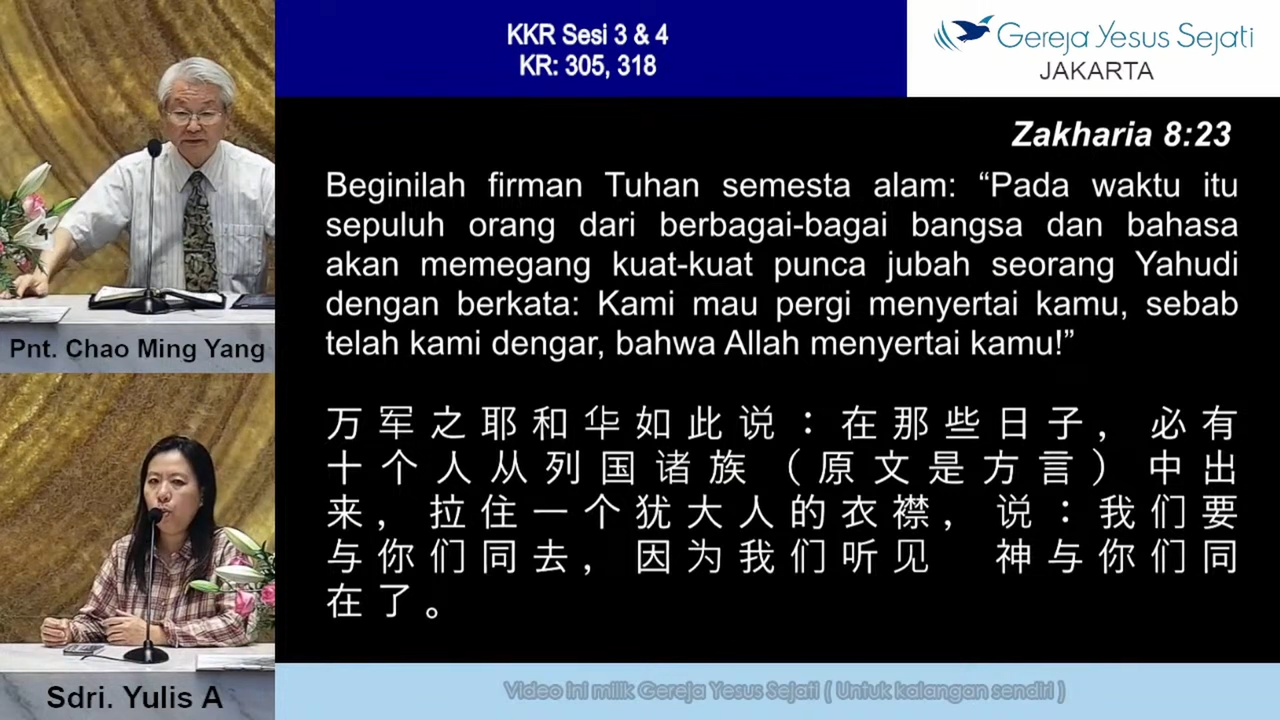 KKR Sesi 3 & 4
KR: 305, 318
Gereja Yesus Sejati
JAKARTA
Zakharia 8:23
Beginilah firman Tuhan semesta alam: “Pada waktu itu
sepuluh orang dari berbagai-bagai bangsa dan bahasa
akan memegang kuat-kuat punca jubah seorang Yahudi
dengan berkata: Kami mau pergi menyertai kamu, sebab
telah kami dengar, bahwa Allah menyertai kamu!”
万军之耶和华如此说：在那些日子，必有
十个人从列国诸族（原文是方言）中出
来，拉住一个犹大人的衣襟，说：我们要
与你们同去，因为我们听见　神与你们同
在了。
Pnt. Chao Ming Yang
Sdri. Yulis A
Video ini milik Gereja Yesus Sejati ( Untuk kalangan sendiri )